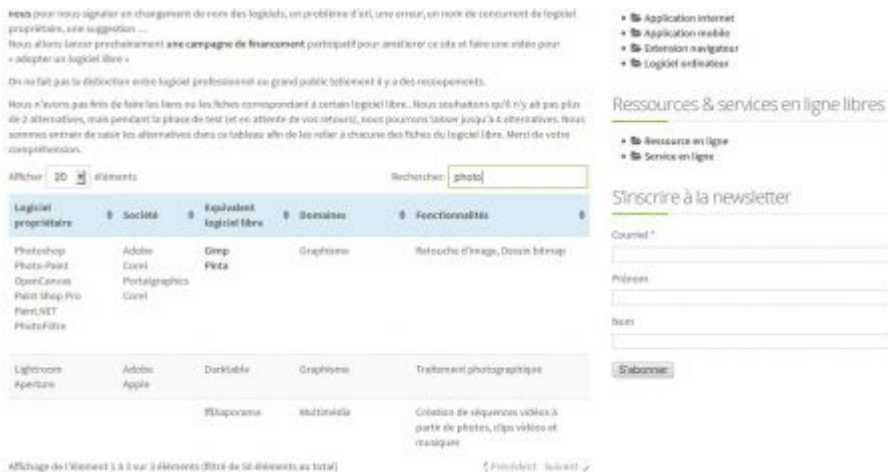 nous pour nous signaler un changement de nom des logiciels, un problème d'url, une erreur, un nom de concurrent de logiciel
propriétaire, une suggestion ...
Nous allons lancer prochainement une campagne de financement participatif pour améliorer ce site et faire une vidéo pour
« adopter un logiciel libre »
On ne fait pas la distinction entre logiciel professionnel ou grand public tellement il y a des recoupements.
Nous n'avons pas finis de faire les liens ou les fiches correspondant à certain logiciel libre.. Nous souhaitons qu'il n'y ait pas plus
de 2 alternatives, mais pendant la phase de test (et en attente de vos retours), nous pourrons laisser jusqu'à 4 alternatives. Nous
sommes entrain de saisir les alternatives dans ce tableau afin de les relier à chacune des fiches du logiciel libre. Merci de votre
compréhension.
Afficher 20 éléments
Rechercher: photo
Logiciel propriétaire Société Equivalent logiciel libre Domaines Fonctionnalités
Photoshop Adobe Gimp Graphisme Retouche d'image, Dessin bitmap
Photo-Paint Corel Pinta
OpenCanvas Portalgraphics
Paint Shop Pro Corel
Paint.NET
PhotoFiltre
Lightroom Adobe Darktable Graphisme Traitement photographique
Aperture Apple
ffDiaporama Multimédia Création de séquences vidéos à
partir de photos, clips vidéos et
musiques
Affichage de l'élement 1 à 3 sur 3 éléments (filtré de 50 éléments au total)
Précédent Suivant
Application internet
Application mobile
Extension navigateur
Logiciel ordinateur
Ressources & services en ligne libres
Ressource en ligne
Service en ligne
S'inscrire à la newsletter
Courriel *
Prénom
Nom
S'abonner